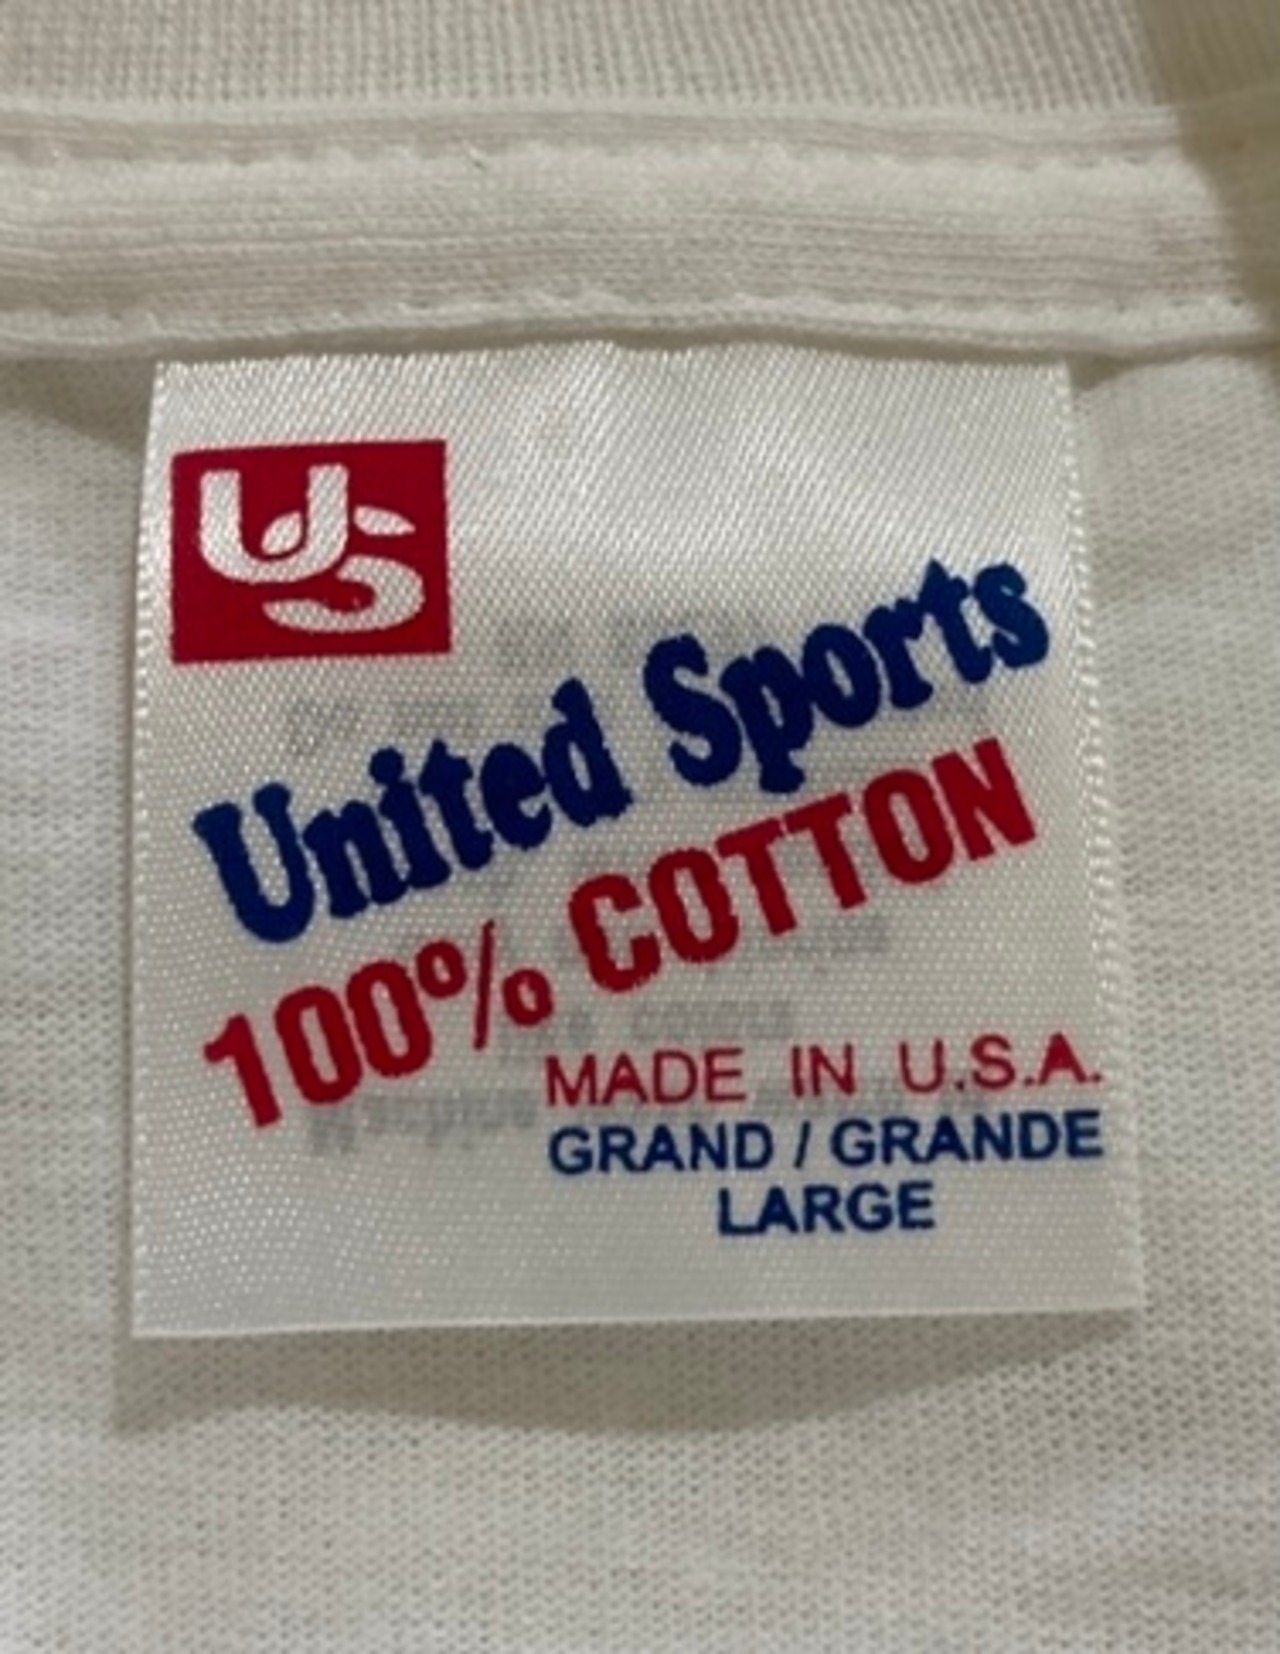 US
United Sports
100% COTTON
MADE IN U.S.A.
GRAND / GRANDE
LARGE